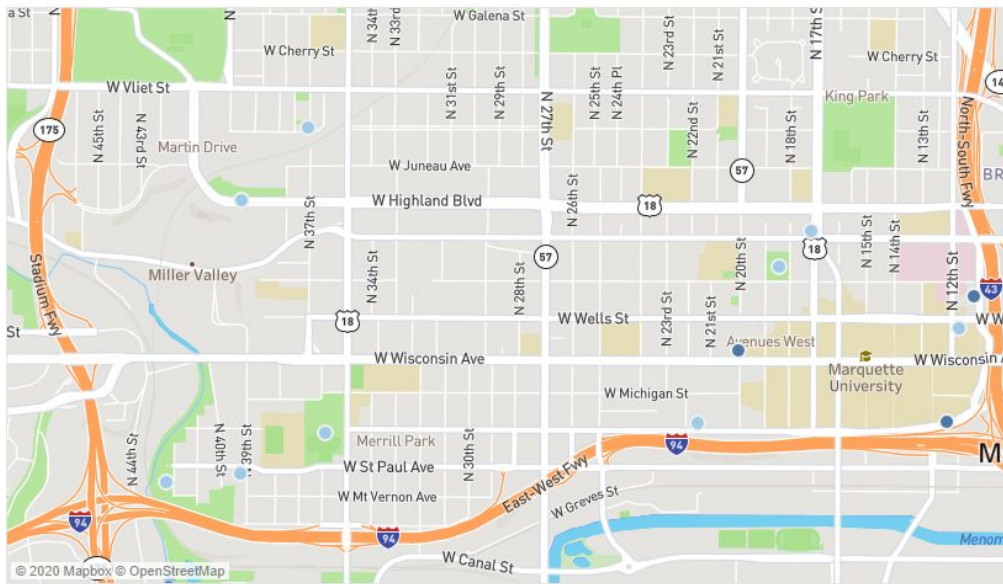 a St
N
N
N 34th St
N 33rd
W Galena St
N 23rd St
N 21st St
N 17th St
W Cherry St
W Cherry St
14
W Vliet St
N 31st St
N 29th St
N 27th St
N 25th St
N 24th Pl
King Park
North-South Fwy
175
N 45th St
N 43rd St
Martin Drive
N 22nd St
N 18th St
N 13th St
W Juneau Ave
57
BR
W Highland Blvd
N 26th St
18
N 37th St
Miller Valley
Stadium Fwy
N 34th St
57
N 28th St
N 20th St
18
N 15th St
N 14th St
N 12th St
43
18
St
W Wells St
N 23rd St
N 21st St
W W
Avenues West
W Wisconsin Ave
W Wisconsin A
Marquette
University
W Michigan St
N 44th St
N 40th St
N 39th St
Merrill Park
N 30th St
94
M
W St Paul Ave
East-West Fwy
W Mt Vernon Ave
W Greves St
94
94
Menom
W Canal St
© 2020 Mapbox © OpenStreetMap